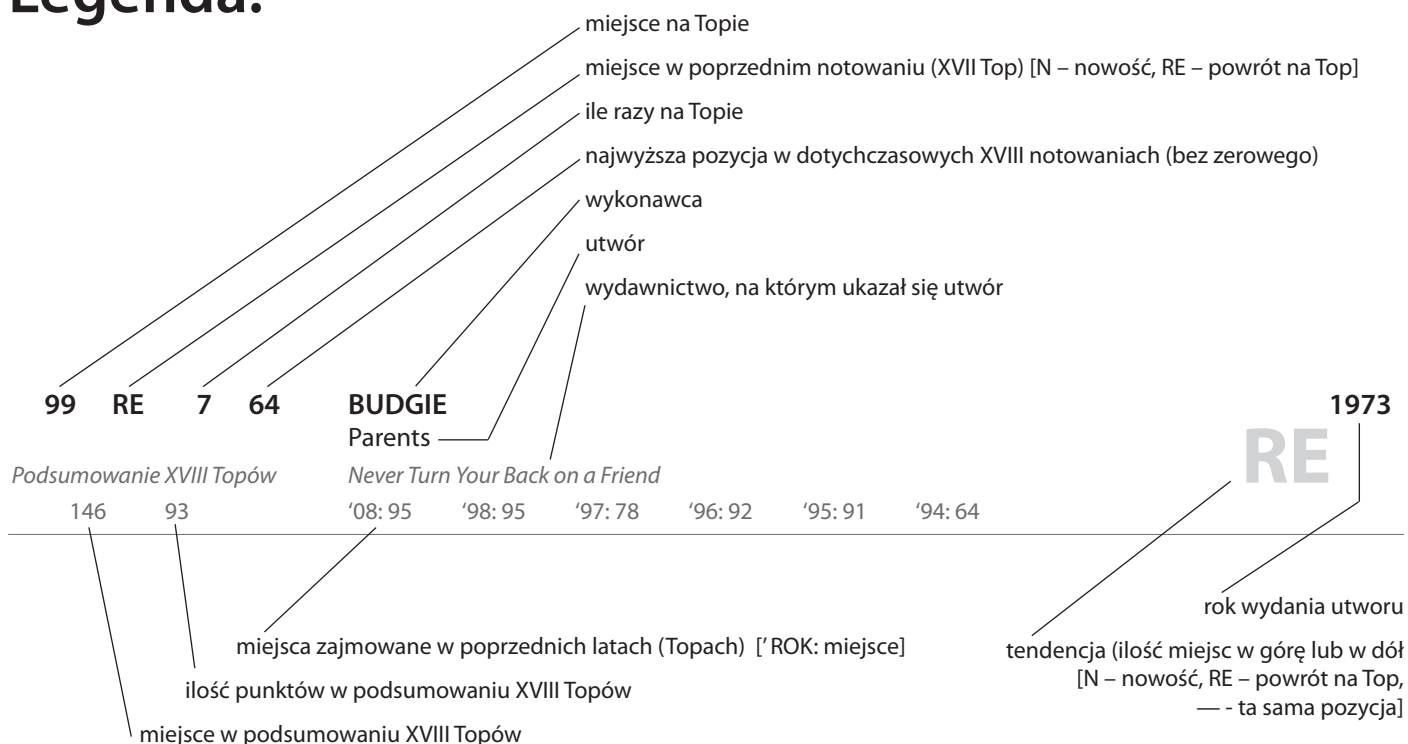 Legenda:
miejsce na Topie
miejsce w poprzednim notowaniu (XVII Top) [N – nowość, RE – powrót na Top]
ile razy na Topie
najwyższa pozycja w dotychczasowych XVIII notowaniach (bez zerowego)
wykonawca
utwór
wydawnictwo, na którym ukazał się utwór
99 RE 7 64 BUDGIE 1973
Parents
RE
Podsumowanie XVIII Topów Never Turn Your Back on a Friend
146 93 ‘08: 95 ‘98: 95 ‘97: 78 ‘96: 92 ‘95: 91 ‘94: 64
rok wydania utworu
miejsca zajmowane w poprzednich latach (Topach) [’ ROK: miejsce]
tendencja (ilość miejsc w górę lub w dół
[N – nowość, RE – powrót na Top,
— - ta sama pozycja]
ilość punktów w podsumowaniu XVIII Topów
miejsce w podsumowaniu XVIII Topów